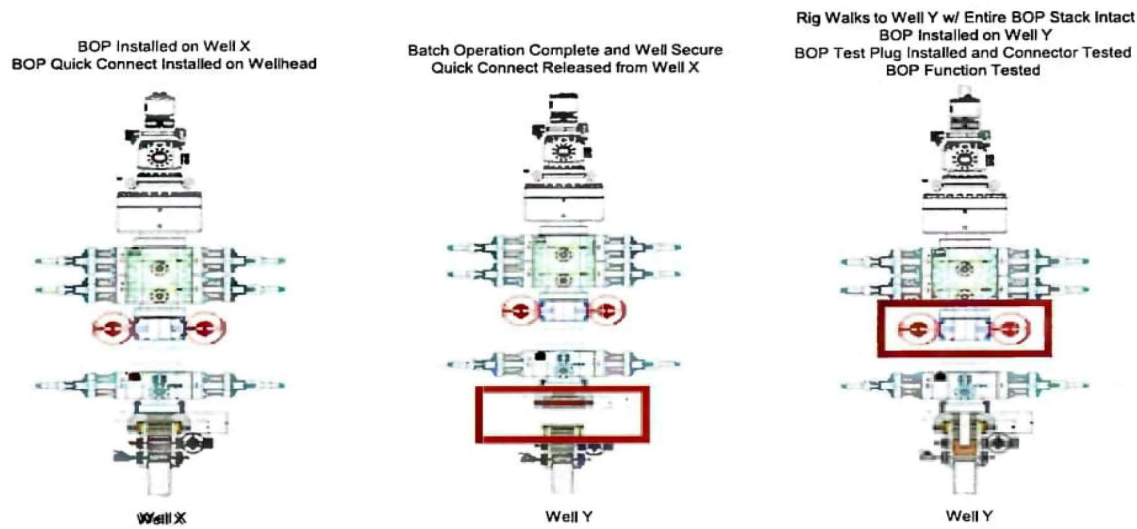 BOP Installed on Well X
BOP Quick Connect Installed on Wellhead
Batch Operation Complete and Well Secure
Quick Connect Released from Well X
Rig Walks to Well Y w/ Entire BOP Stack Intact
BOP Installed on Well Y
BOP Test Plug Installed and Connector Tested
BOP Function Tested
Well X
Well Y
Well Y